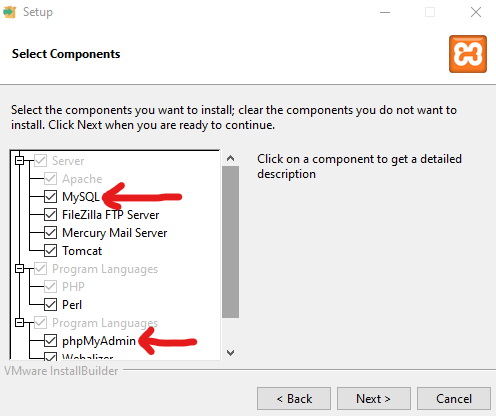 Setup
Select Components
Select the components you want to install; clear the components you do not want to
install. Click Next when you are ready to continue.
Server
Apache
MySQL
FileZilla FTP Server
Mercury Mail Server
Tomcat
Program Languages
PHP
Perl
Program Languages
phpMyAdmin
Webalizer
Click on a component to get a detailed
description
VMware InstallBuilder
< Back
Next >
Cancel